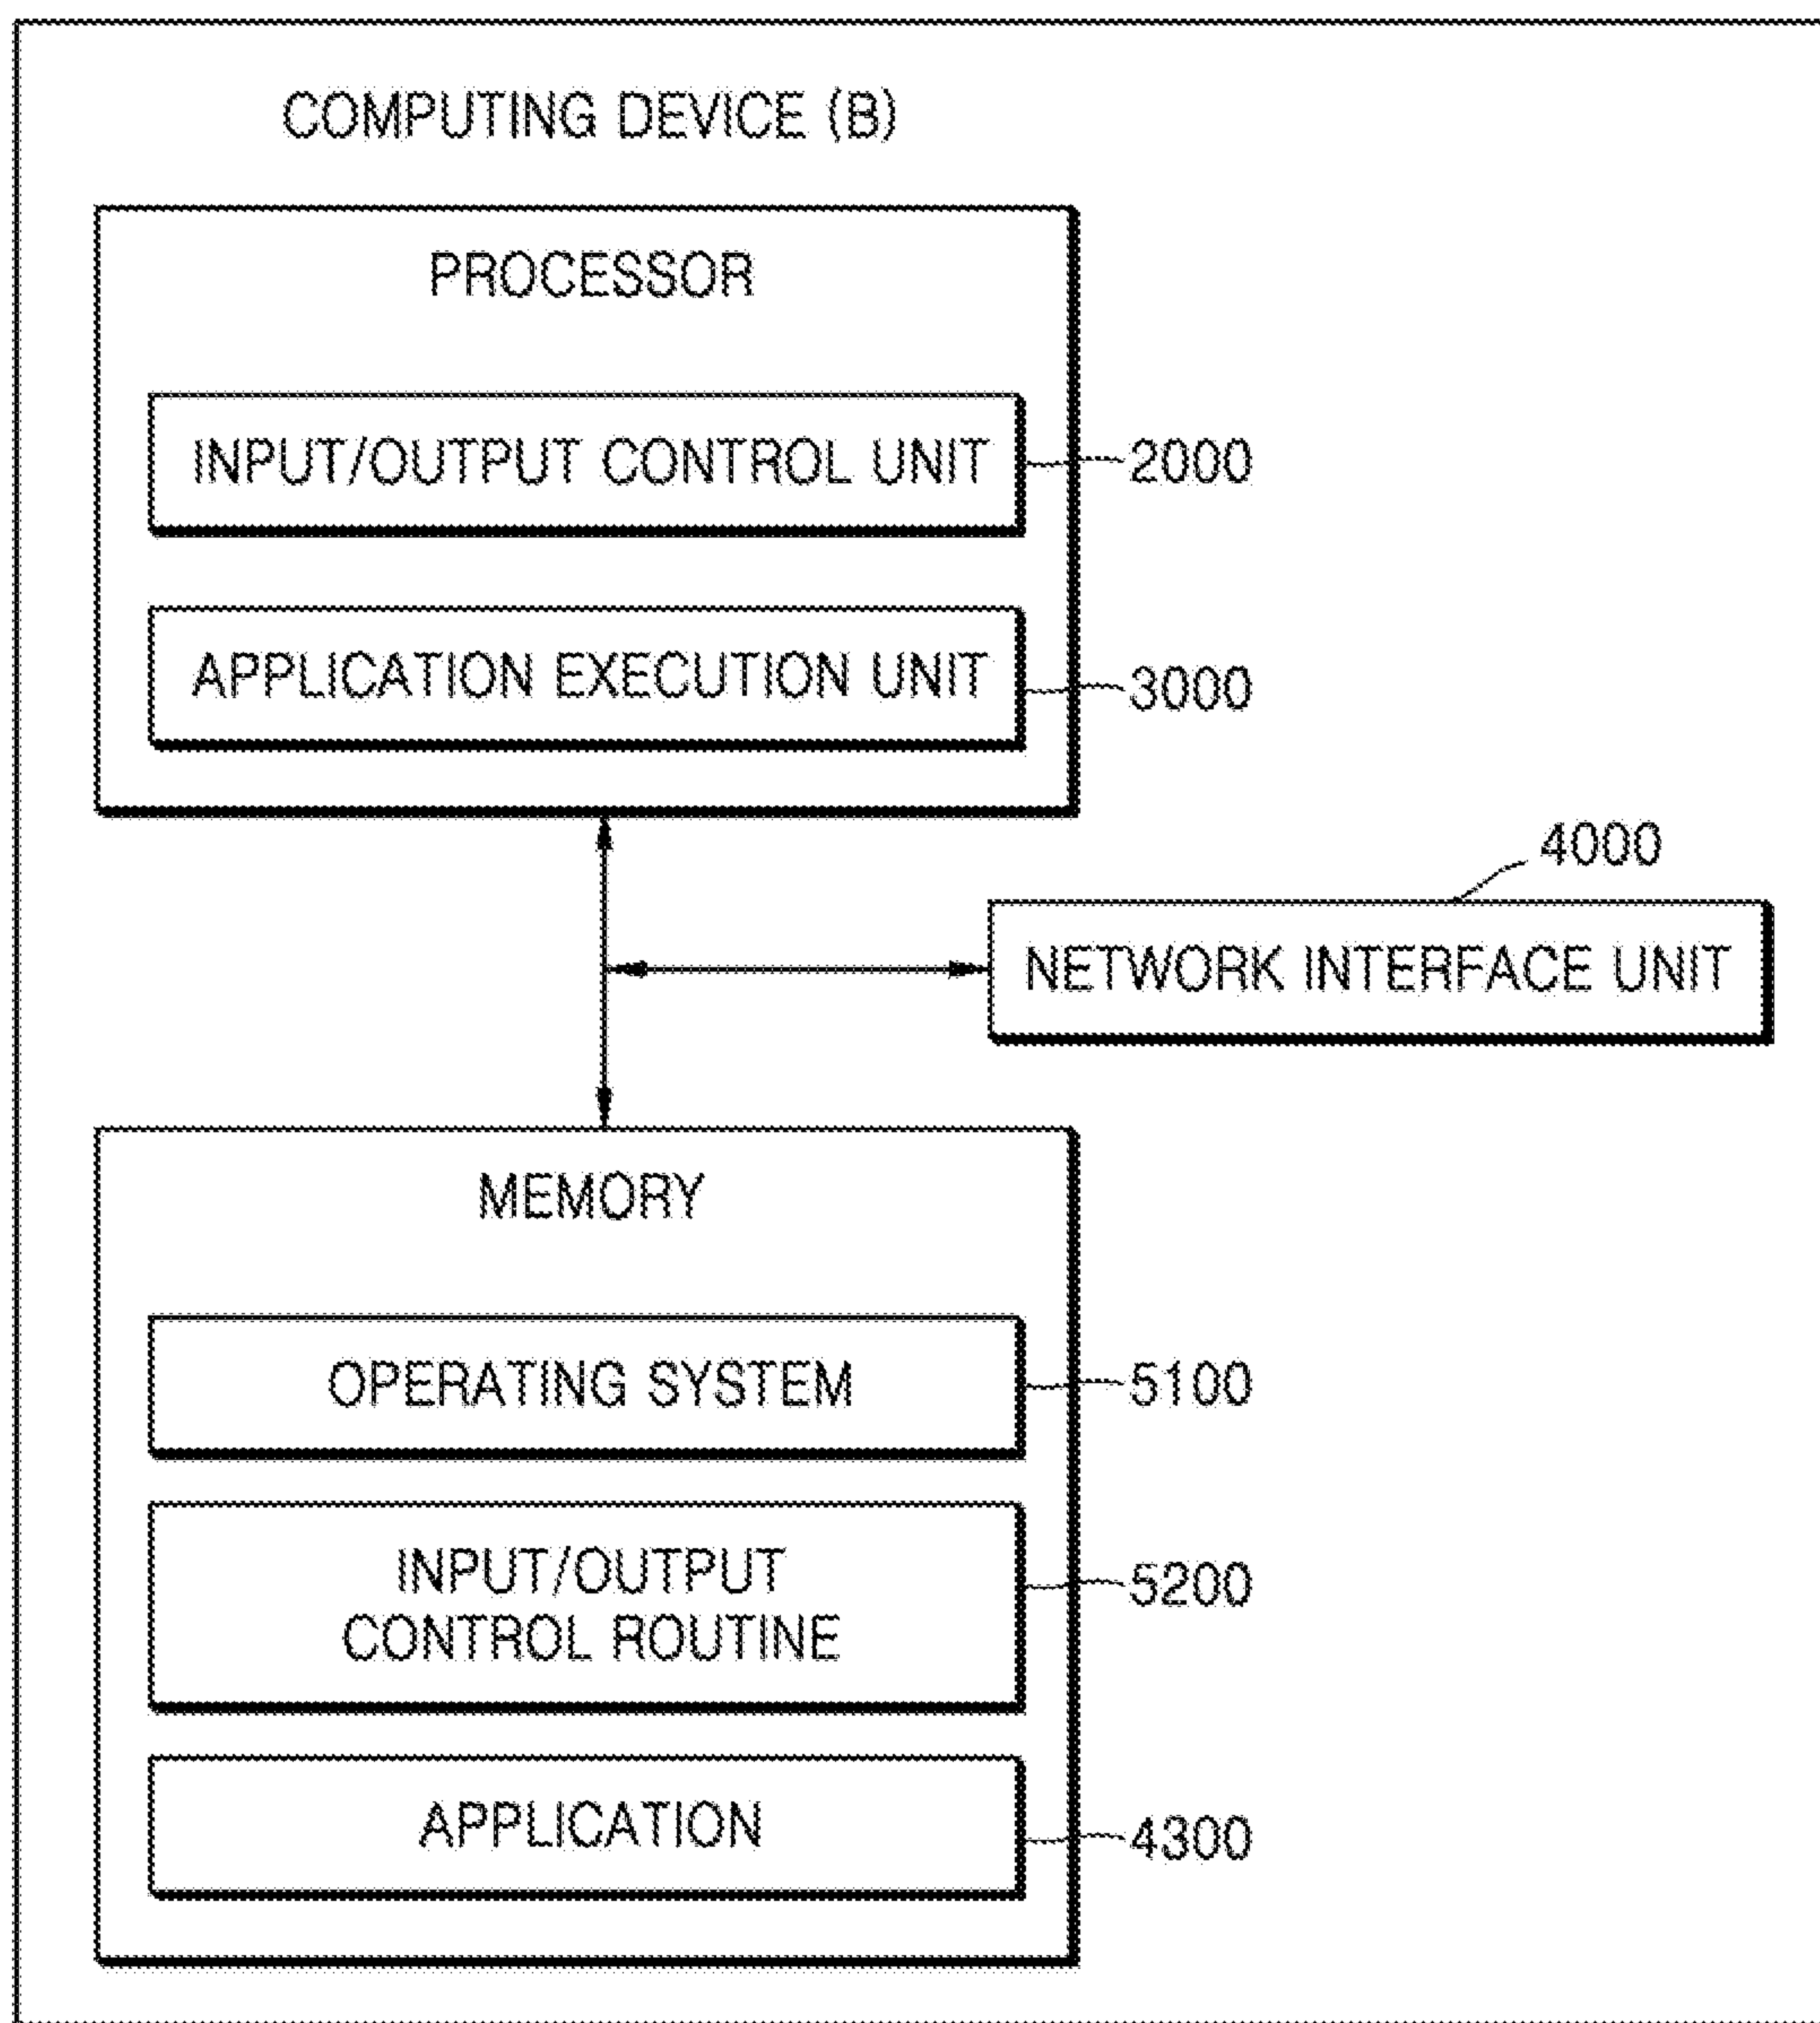 COMPUTING DEVICE (B)
PROCESSOR
INPUT/OUTPUT CONTROL UNIT
2000
APPLICATION EXECUTION UNIT
3000
4000
NETWORK INTERFACE UNIT
MEMORY
OPERATING SYSTEM
5100
INPUT/OUTPUT
CONTROL ROUTINE
5200
APPLICATION
4300